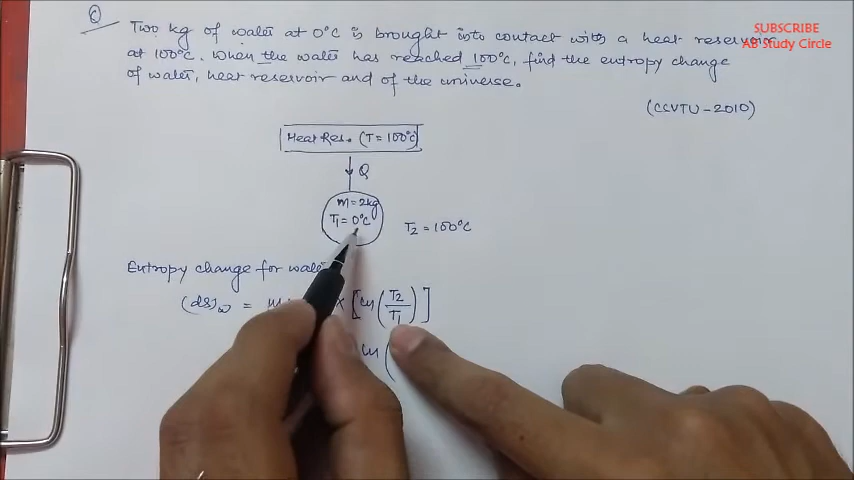 Q
SUBSCRIBE
AB Study Circle
Two kg of water at 0°C is brought into contact with a heat reservoir
at 100°C. When the water has reached 100°C, find the entropy change
of water, heat reservoir and of the universe.
(CSVTU-2010)
Heat Res. (T=100°C)
Q
m=2kg
T1=0°C
T2=100°C
Entropy change for water
(ds)w = m × [ln(T2/T1)]
ln(